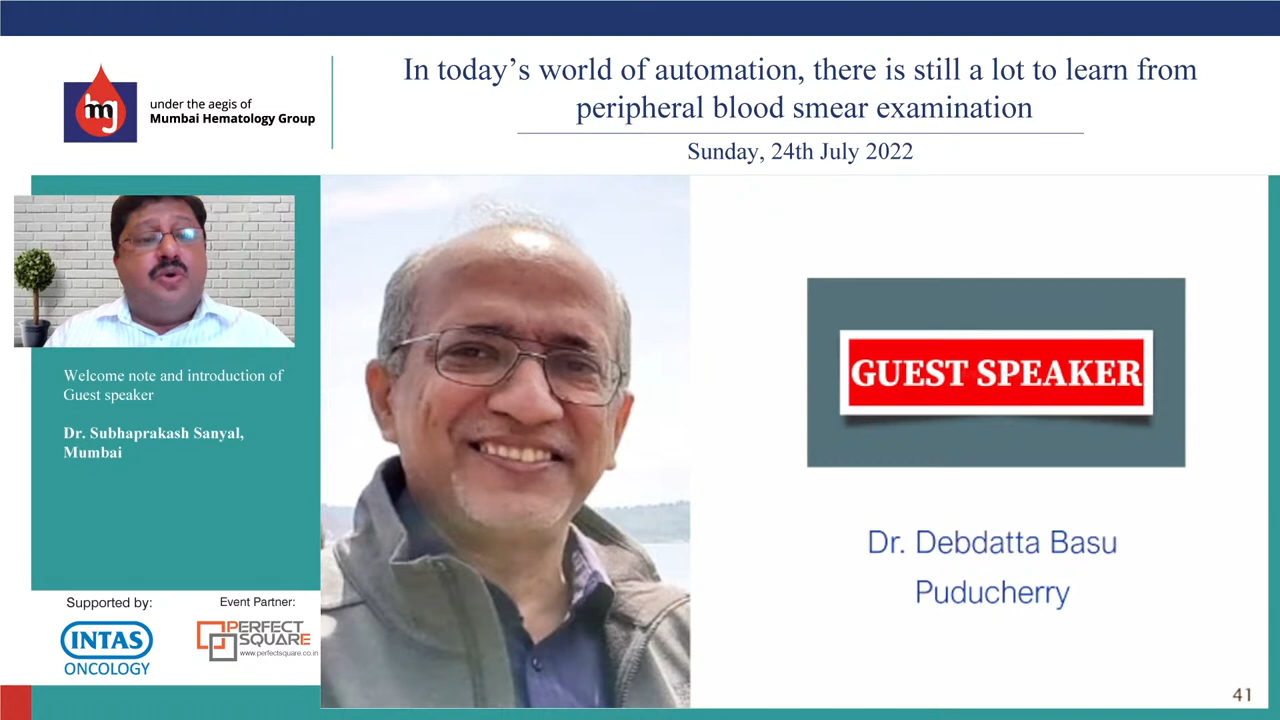 hmg
under the aegis of
Mumbai Hematology Group
In today's world of automation, there is still a lot to learn from
peripheral blood smear examination
Sunday, 24th July 2022
Welcome note and introduction of
Guest speaker
Dr. Subhaprakash Sanyal,
Mumbai
GUEST SPEAKER
Dr. Debdatta Basu
Puducherry
Supported by:
INTAS
ONCOLOGY
Event Partner:
PERFECT
SQUARE
www.perfectsquare.co.in
41